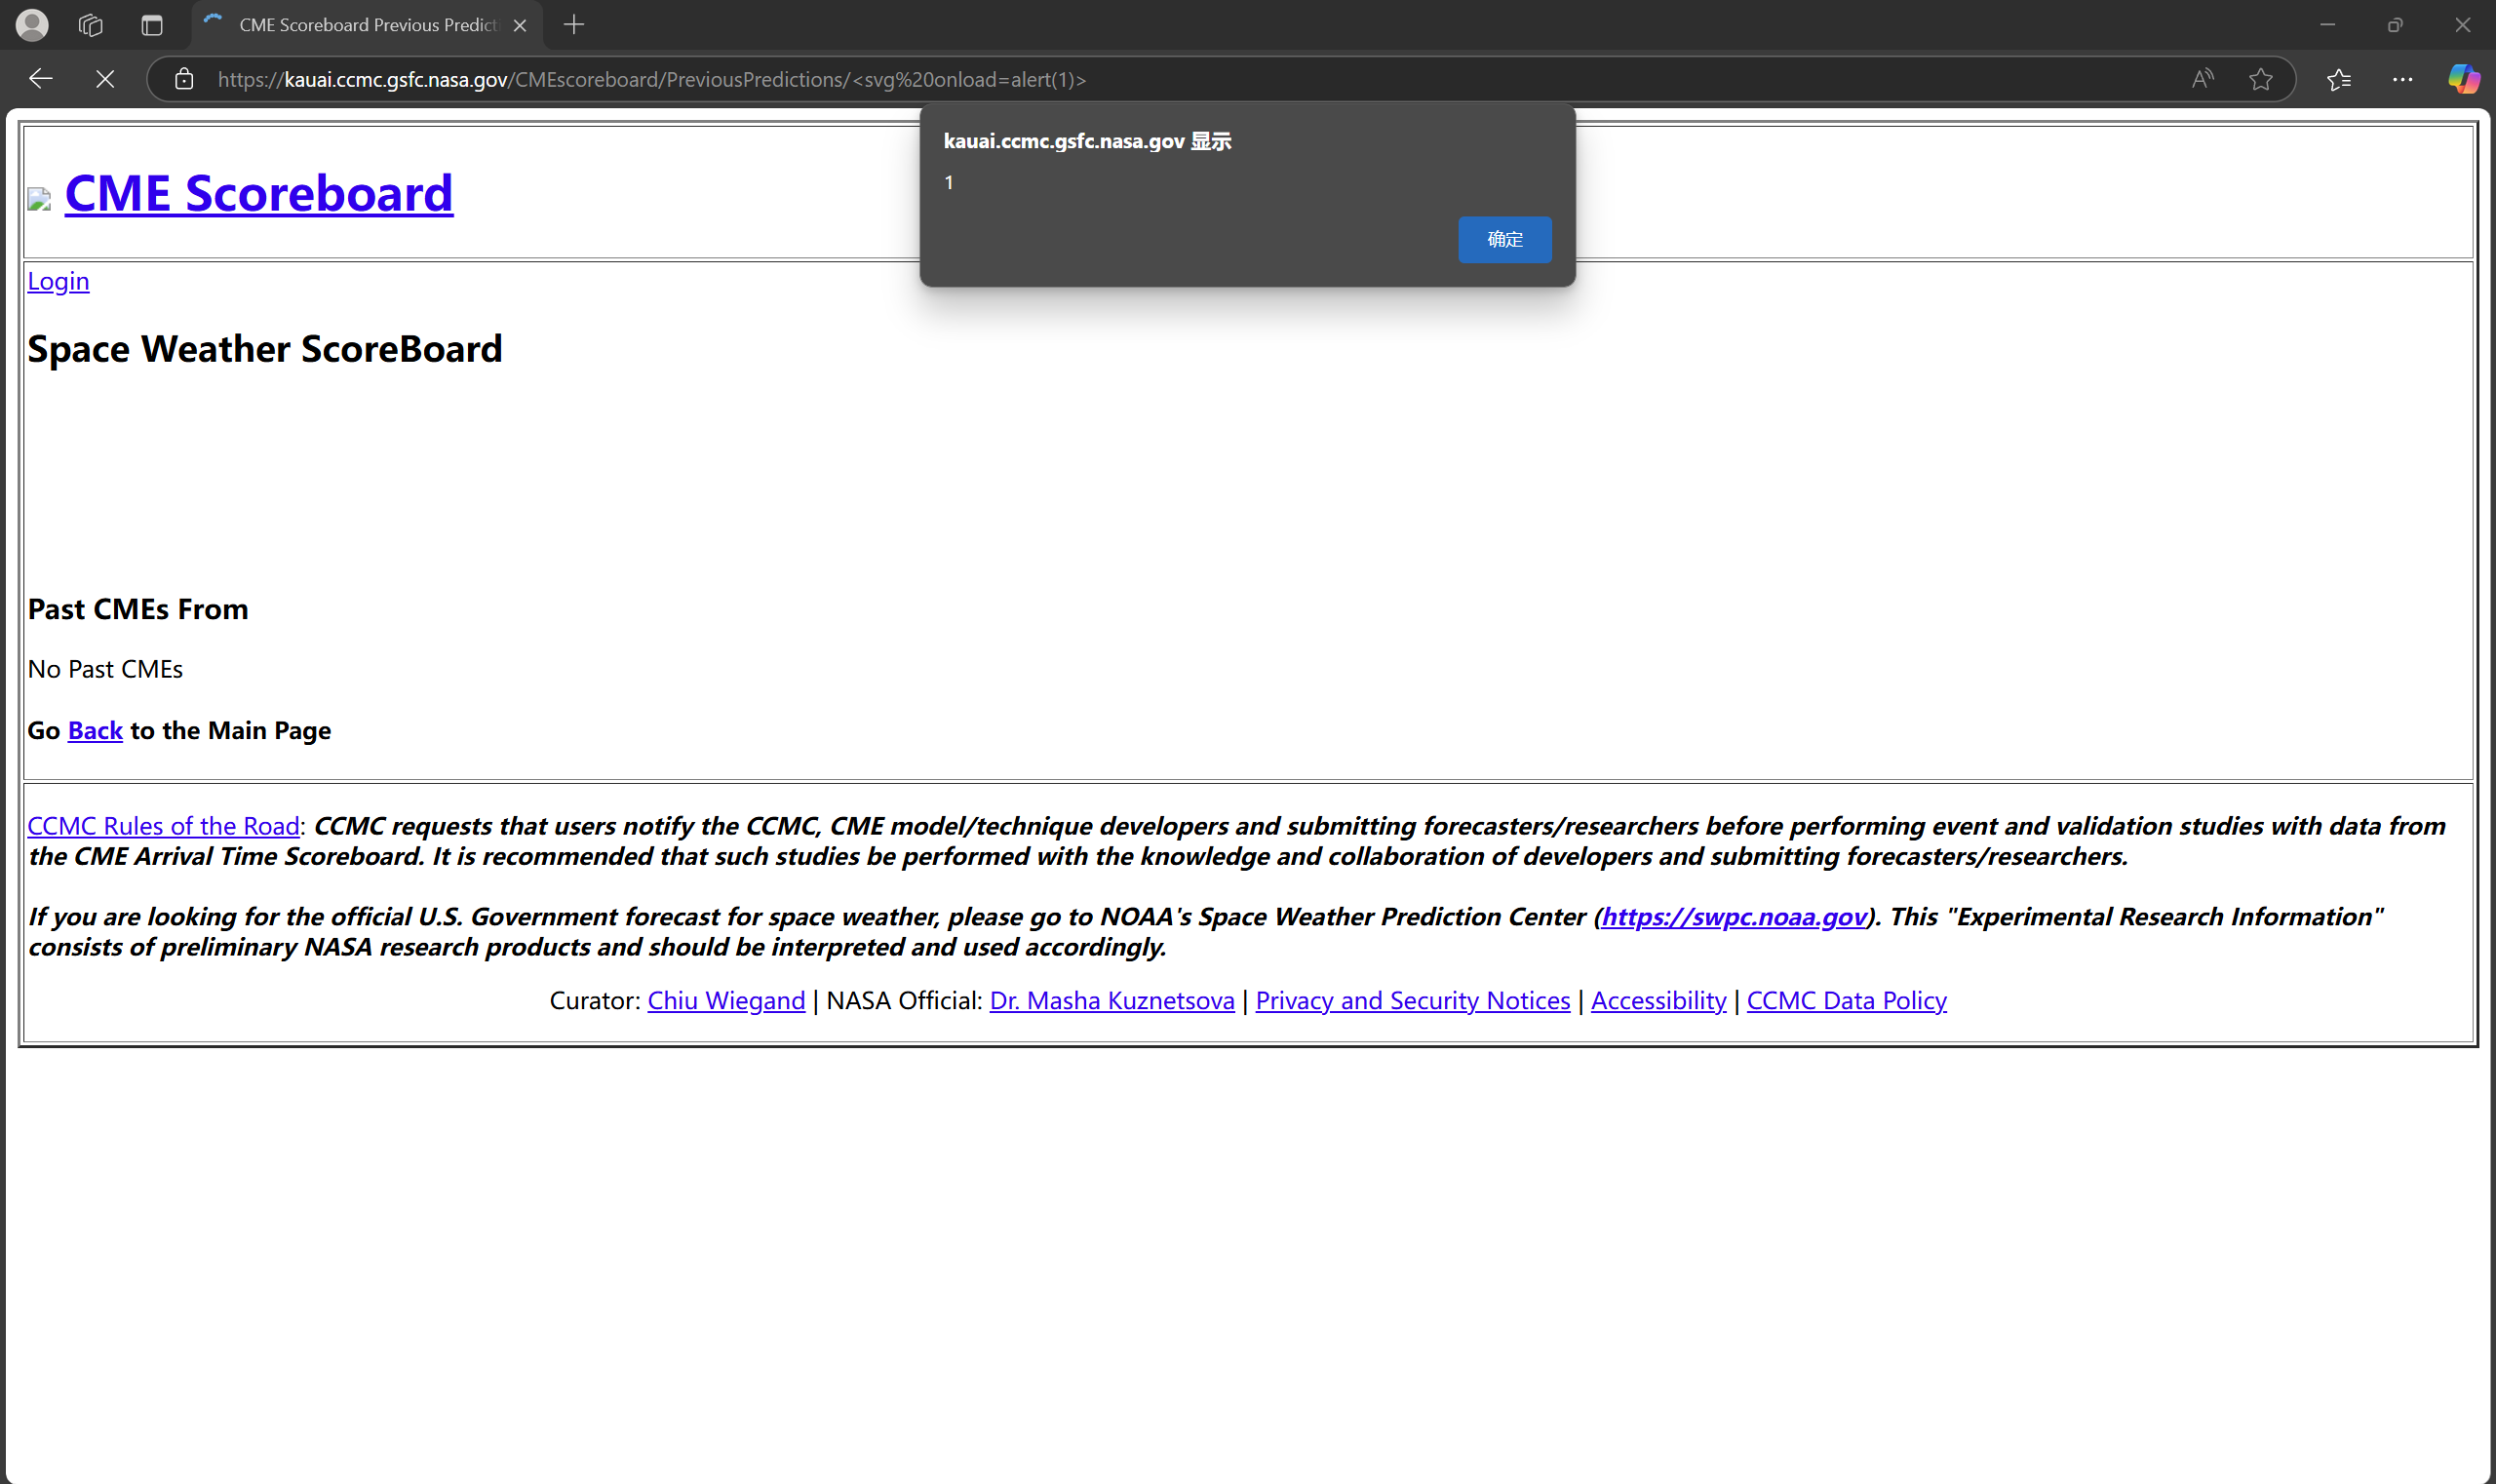 CME Scoreboard Previous Predict
https://kauai.ccmc.gsfc.nasa.gov/CMEscoreboard/PreviousPredictions/<svg%20onload=alert(1)>
kauai.ccmc.gsfc.nasa.gov 显示
1
确定
CME Scoreboard
Login
Space Weather ScoreBoard
Past CMEs From
No Past CMEs
Go Back to the Main Page
CCMC Rules of the Road: CCMC requests that users notify the CCMC, CME model/technique developers and submitting forecasters/researchers before performing event and validation studies with data from
the CME Arrival Time Scoreboard. It is recommended that such studies be performed with the knowledge and collaboration of developers and submitting forecasters/researchers.
If you are looking for the official U.S. Government forecast for space weather, please go to NOAA's Space Weather Prediction Center (https://swpc.noaa.gov). This "Experimental Research Information"
consists of preliminary NASA research products and should be interpreted and used accordingly.
Curator: Chiu Wiegand | NASA Official: Dr. Masha Kuznetsova | Privacy and Security Notices | Accessibility | CCMC Data Policy